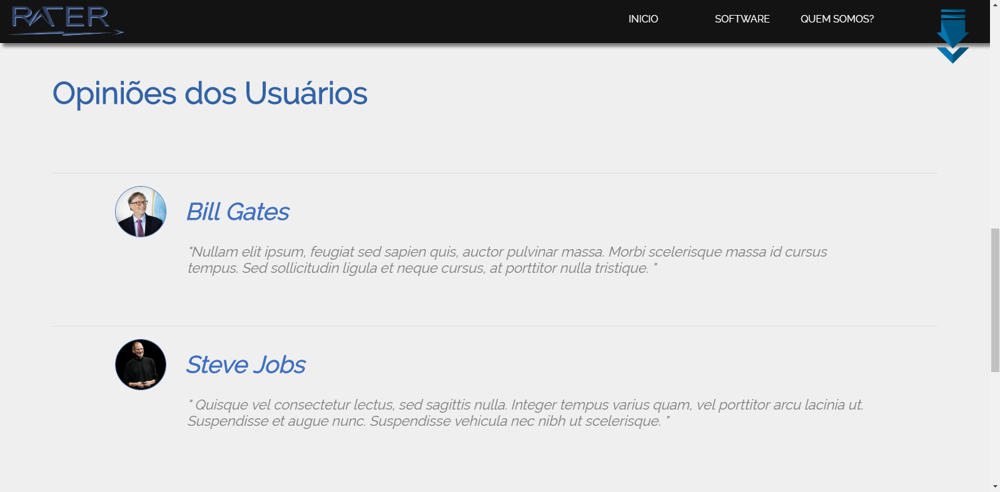 RAZER
INICIO SOFTWARE QUEM SOMOS?
Opiniões dos Usuários
Bill Gates
"Nullam elit ipsum, feugiat sed sapien quis, auctor pulvinar massa. Morbi scelerisque massa id cursus
tempus. Sed sollicitudin ligula et neque cursus, at porttitor nulla tristique. "
Steve Jobs
" Quisque vel consectetur lectus, sed sagittis nulla. Integer tempus varius quam, vel porttitor arcu lacinia ut.
Suspendisse et augue nunc. Suspendisse vehicula nec nibh ut scelerisque. "